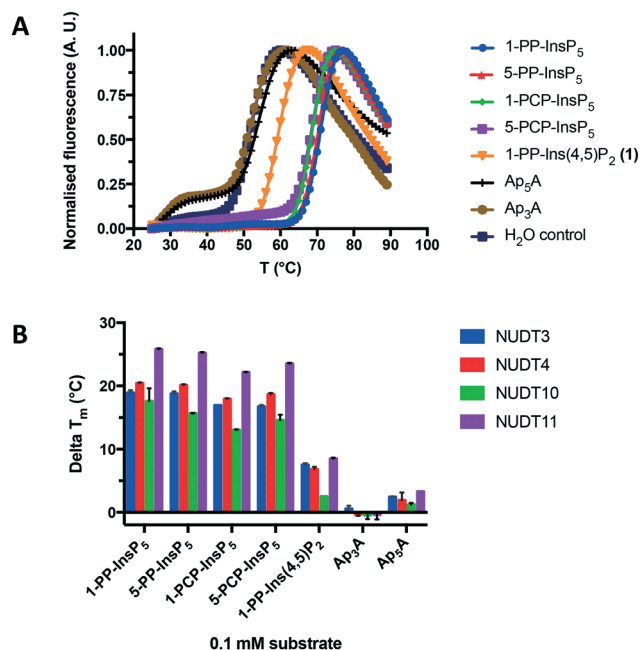 A
Normalised fluorescence (A. U.)
1.00
0.75
0.50
0.25
0.00
20 30 40 50 60 70 80 90 100
T (°C)
1-PP-InsP₅
5-PP-InsP₅
1-PCP-InsP₅
5-PCP-InsP₅
1-PP-Ins(4,5)P₂ (1)
Ap₅A
Ap₃A
H₂O control
B
Delta Tₘ (°C)
30
20
10
0
1-PP-InsP₅
5-PP-InsP₅
1-PCP-InsP₅
5-PCP-InsP₅
1-PP-Ins(4,5)P₂
Ap₃A
Ap₅A
0.1 mM substrate
NUDT3
NUDT4
NUDT10
NUDT11